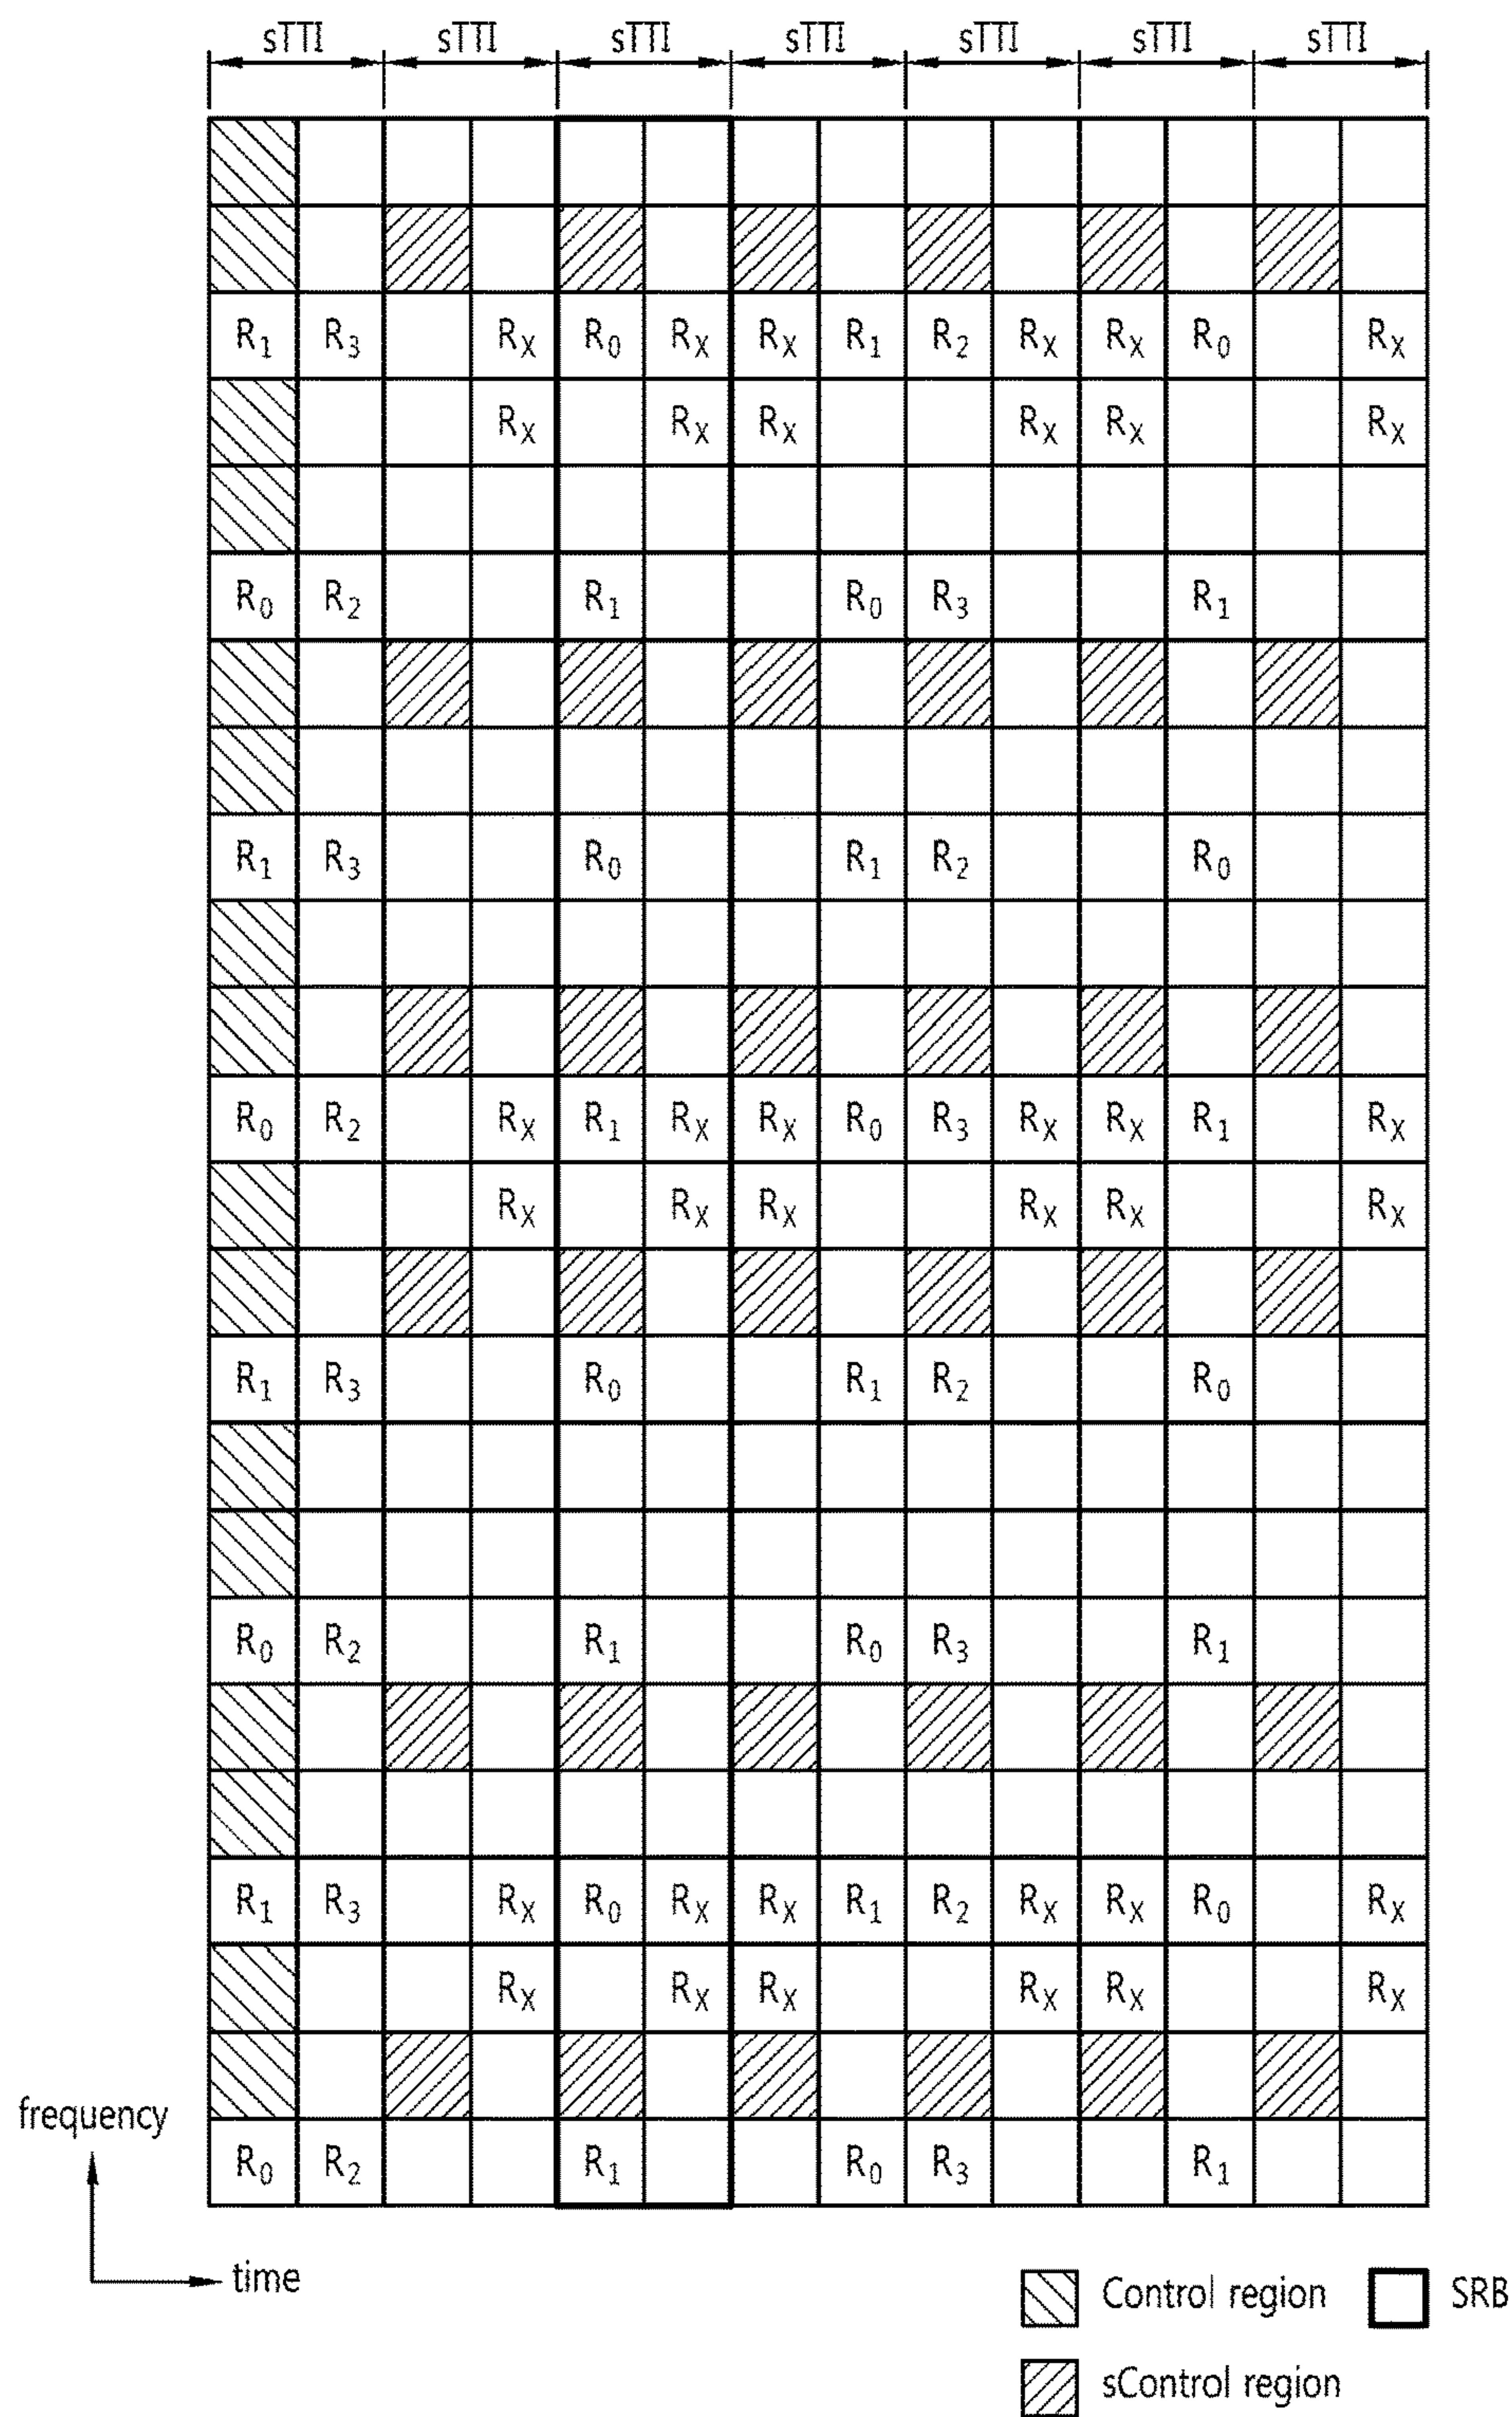 sTTI sTTI sTTI sTTI sTTI sTTI sTTI
R1 R3 RX R0 RX RX R1 R2 RX RX R0 RX
RX RX RX RX RX RX
R0 R2 R1 R0 R3 R1
R1 R3 R0 R1 R2 R0
R0 R2 RX R1 RX RX R0 R3 RX RX R1 RX
RX RX RX RX RX RX
R1 R3 R0 R1 R2 R0
R0 R2 R1 R0 R3 R1
R1 R3 RX R0 RX RX R1 R2 RX RX R0 RX
RX RX RX RX RX RX
frequency
R0 R2 R1 R0 R3 R1
time
Control region SRB
sControl region